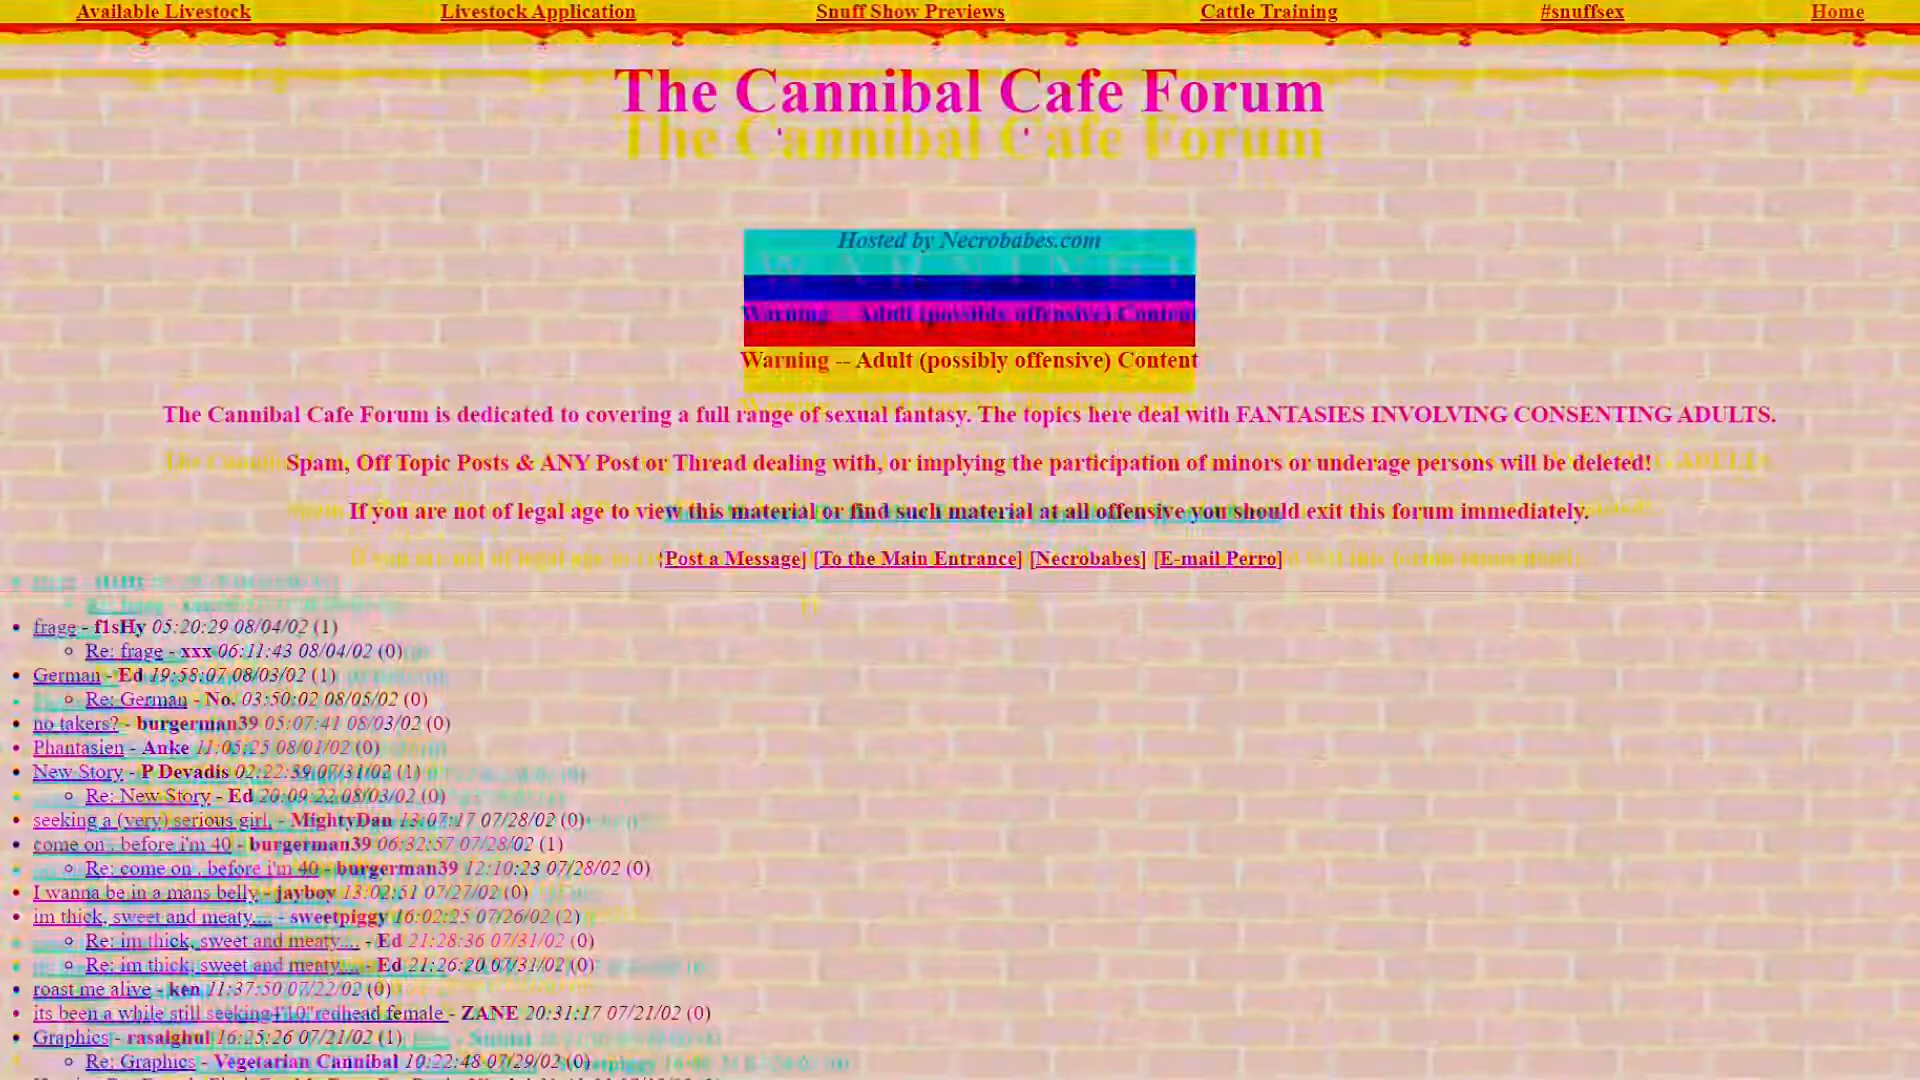 Available Livestock Livestock Application Snuff Show Previews Cattle Training #snuffsex Home
The Cannibal Cafe Forum
Hosted by Necrobabes.com
Warning -- Adult (possibly offensive) Content
The Cannibal Cafe Forum is dedicated to covering a full range of sexual fantasy. The topics here deal with FANTASIES INVOLVING CONSENTING ADULTS.
Spam, Off Topic Posts & ANY Post or Thread dealing with, or implying the participation of minors or underage persons will be deleted!
If you are not of legal age to view this material or find such material at all offensive you should exit this forum immediately.
[Post a Message] [To the Main Entrance] [Necrobabes] [E-mail Perro]
frage - f1sHy 05:20:29 08/04/02 (1)
Re: frage - xxx 06:11:43 08/04/02 (0)
German - Ed 19:58:07 08/03/02 (1)
Re: German - No. 03:50:02 08/05/02 (0)
no takers? - burgerman39 05:07:41 08/03/02 (0)
Phantasien - Anke 11:05:25 08/01/02 (0)
New Story - P Devadis 02:22:39 07/31/02 (1)
Re: New Story - Ed 20:09:22 08/03/02 (0)
seeking a (very) serious girl. - MightyDan 13:07:17 07/28/02 (0)
come on , before i'm 40 - burgerman39 06:32:57 07/28/02 (1)
Re: come on , before i'm 40 - burgerman39 12:10:23 07/28/02 (0)
I wanna be in a mans belly - jayboy 13:02:51 07/27/02 (0)
im thick, sweet and meaty.... - sweetpiggy 16:02:25 07/26/02 (2)
Re: im thick, sweet and meaty.... - Ed 21:28:36 07/31/02 (0)
Re: im thick, sweet and meaty.... - Ed 21:26:20 07/31/02 (0)
roast me alive - ken 11:37:50 07/22/02 (0)
its been a while still seeking 4'10" redhead female - ZANE 20:31:17 07/21/02 (0)
Graphics - rasalghul 16:25:26 07/21/02 (1)
Re: Graphics - Vegetarian Cannibal 10:22:48 07/29/02 (0)